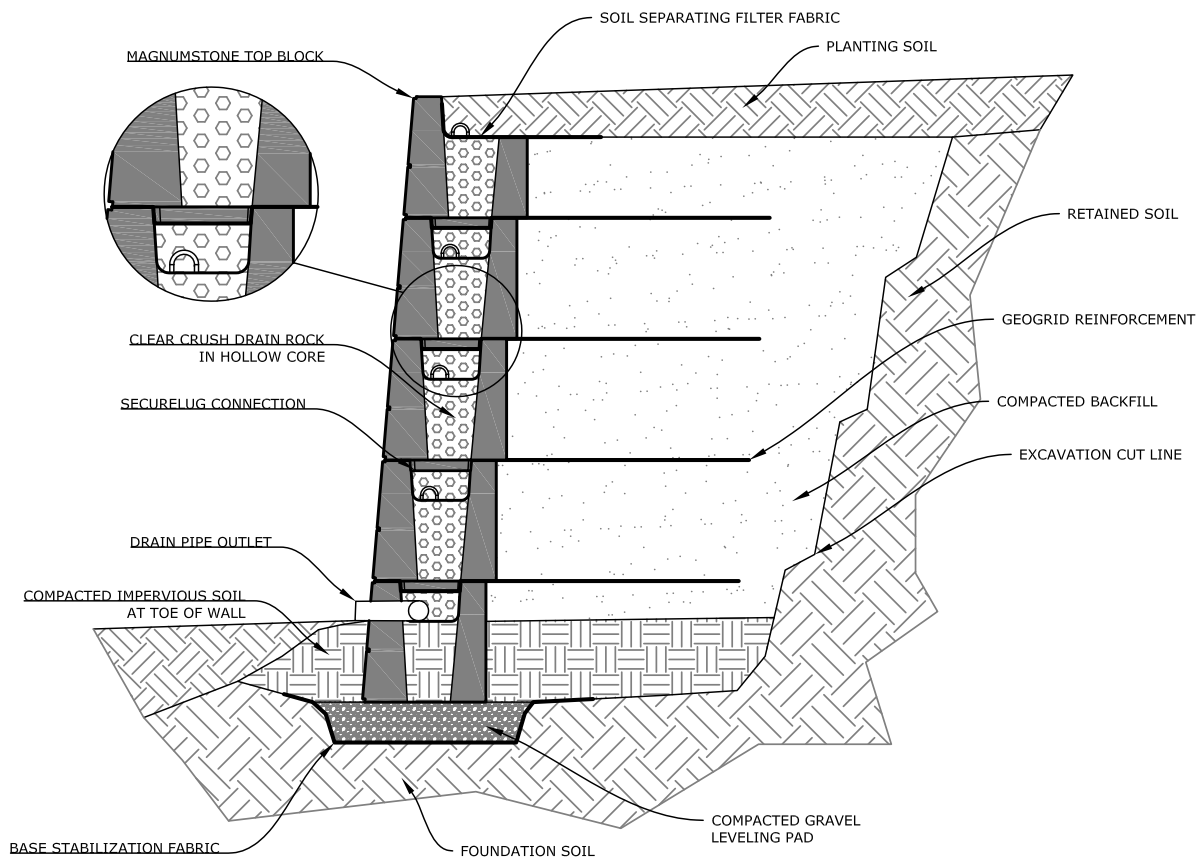 SOIL SEPARATING FILTER FABRIC
PLANTING SOIL
MAGNUMSTONE TOP BLOCK
RETAINED SOIL
GEOGRID REINFORCEMENT
CLEAR CRUSH DRAIN ROCK
IN HOLLOW CORE
SECURELUG CONNECTION
COMPACTED BACKFILL
EXCAVATION CUT LINE
DRAIN PIPE OUTLET
COMPACTED IMPERVIOUS SOIL
AT TOE OF WALL
COMPACTED GRAVEL
LEVELING PAD
BASE STABILIZATION FABRIC
FOUNDATION SOIL